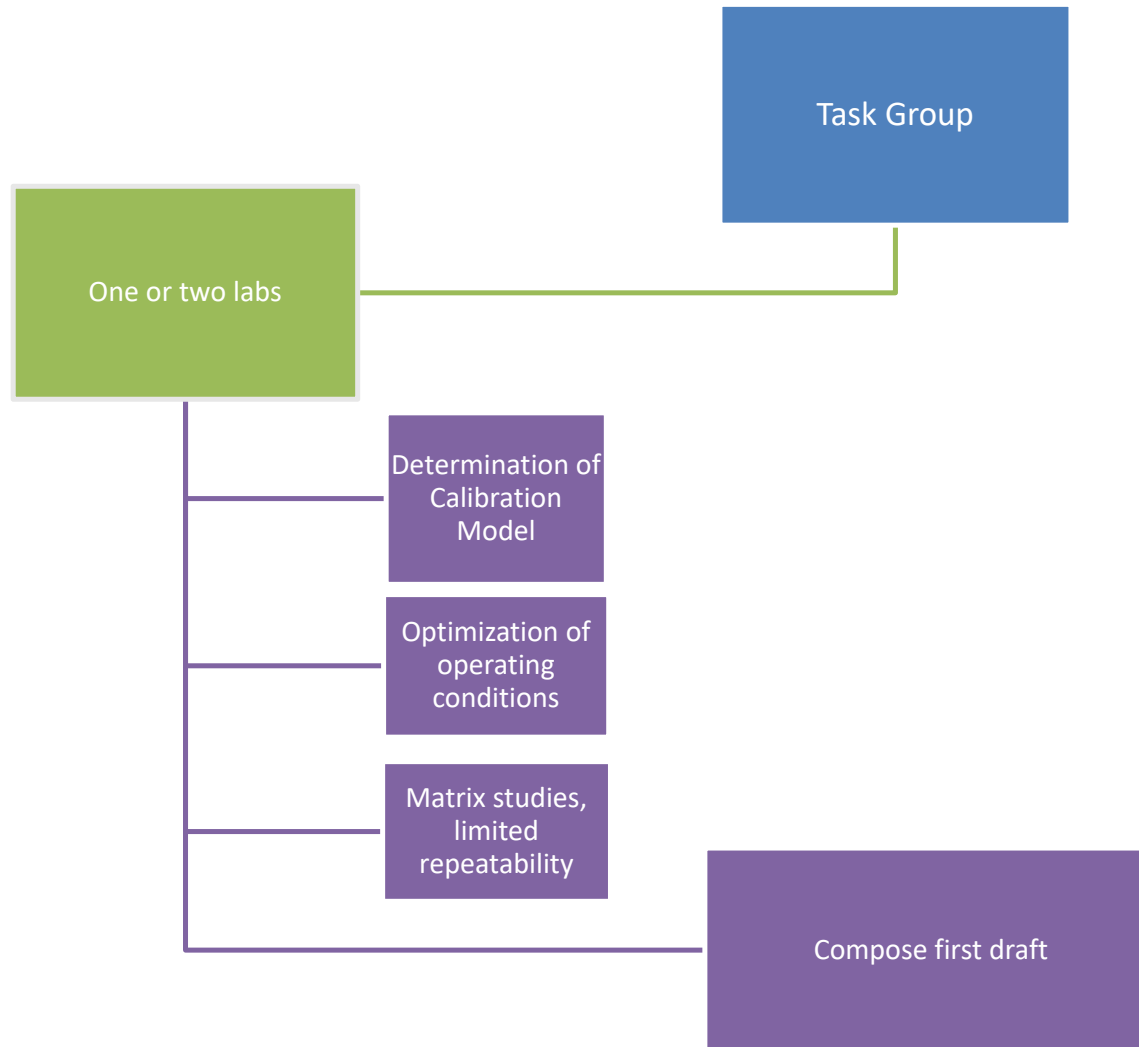 Task Group
One or two labs
Determination of
Calibration
Model
Optimization of
operating
conditions
Matrix studies,
limited
repeatability
Compose first draft